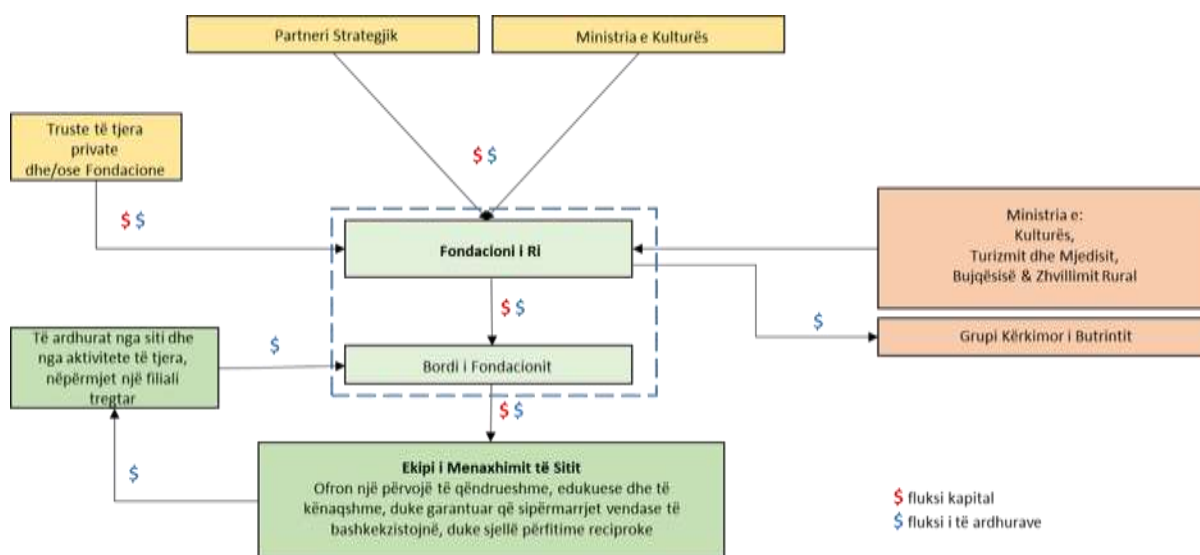 Partneri Strategjik
Ministria e Kulturës
Truste të tjera
private
dhe/ose Fondacione
$ $
$ $
Ministria e:
Kulturës,
Turizmit dhe Mjedisit,
Bujqësisë & Zhvillimit Rural
Fondacioni i Ri
$ $
$
Grupi Kërkimor i Butrintit
Të ardhurat nga siti dhe
nga aktivitete të tjera,
nëpërmjet një filiali
tregtar
$
Bordi i Fondacionit
$ $
$
Ekipi i Menaxhimit të Sitit
Ofron një përvojë të qëndrueshme, edukuese dhe të
kënaqshme, duke garantuar që sipërmarrjet vendase të
bashkekzistojnë, duke sjellë përfitime reciproke
$ fluksi kapital
$ fluksi i të ardhurave